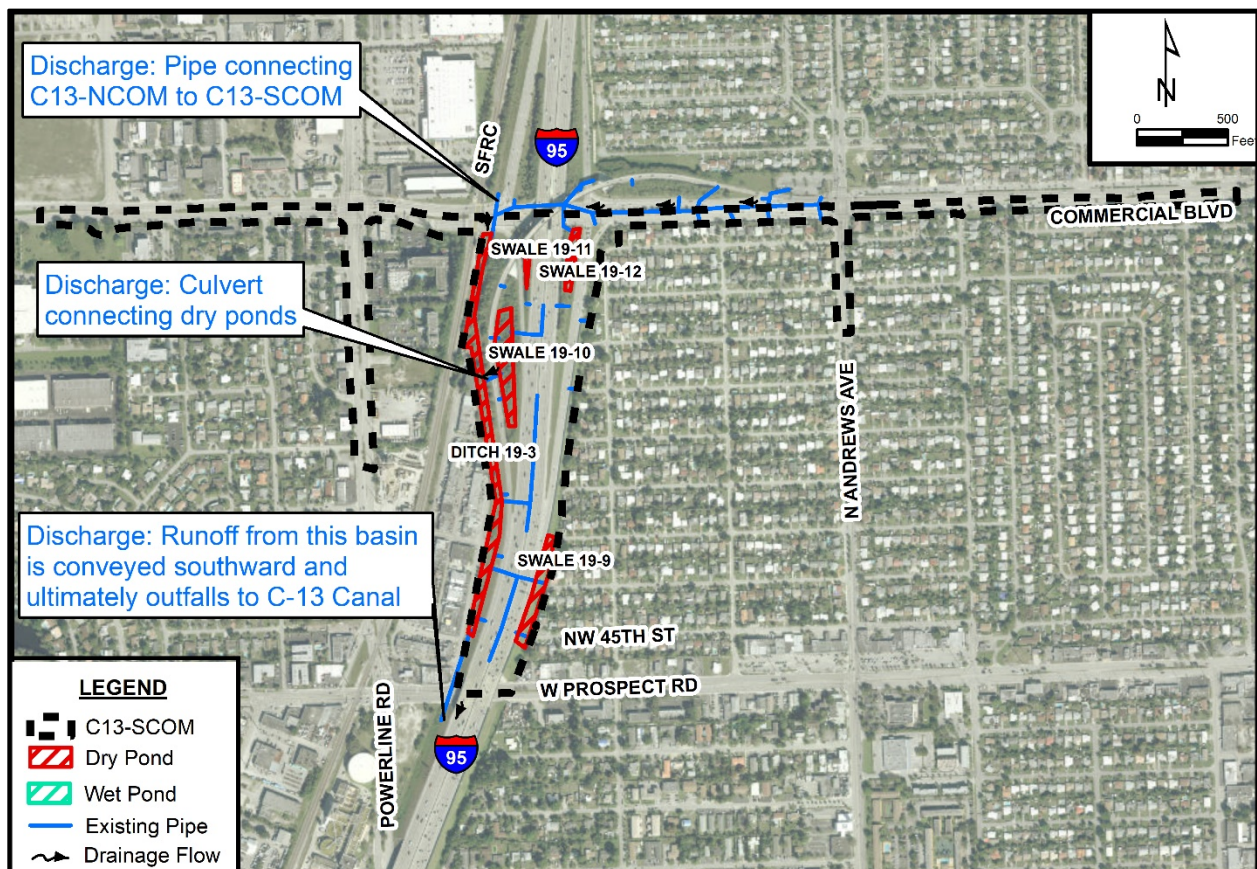 Discharge: Pipe connecting
C13-NCOM to C13-SCOM
SFRC
95
N
0 500
Feet
COMMERCIAL BLVD
SWALE 19-11
SWALE 19-12
Discharge: Culvert
connecting dry ponds
SWALE 19-10
DITCH 19-3
N ANDREWS AVE
Discharge: Runoff from this basin
is conveyed southward and
ultimately outfalls to C-13 Canal
SWALE 19-9
NW 45TH ST
W PROSPECT RD
POWERLINE RD
95
LEGEND
C13-SCOM
Dry Pond
Wet Pond
Existing Pipe
Drainage Flow